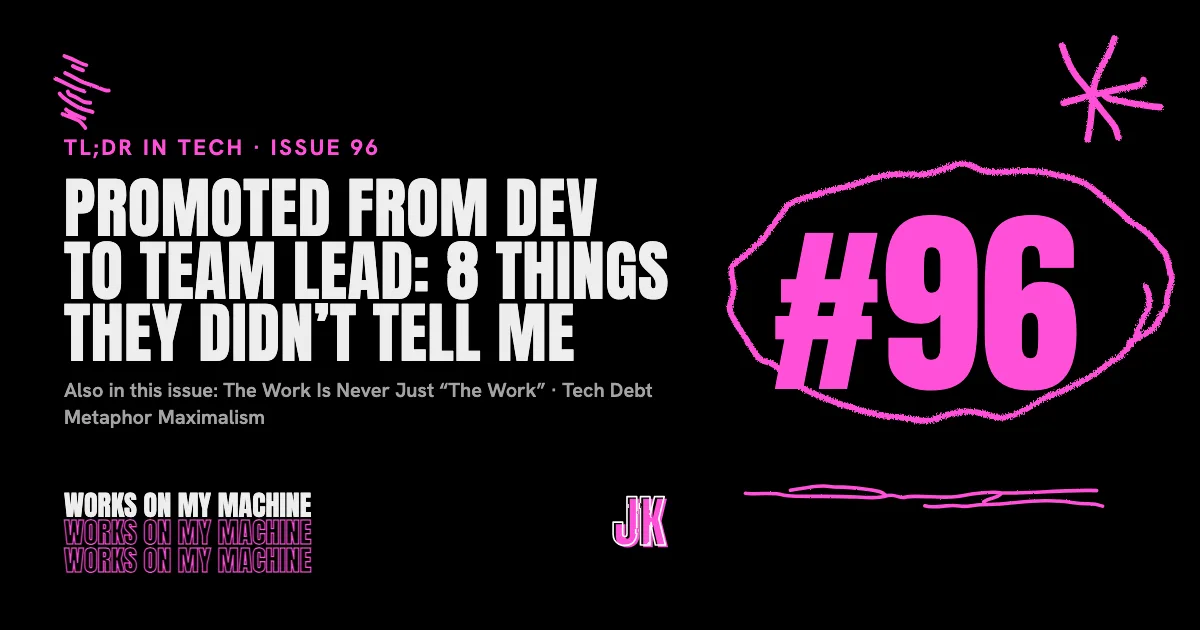 TL;DR IN TECH · ISSUE 96
PROMOTED FROM DEV
TO TEAM LEAD: 8 THINGS
THEY DIDN’T TELL ME
Also in this issue: The Work Is Never Just “The Work” · Tech Debt
Metaphor Maximalism
#96
WORKS ON MY MACHINE
WORKS ON MY MACHINE
WORKS ON MY MACHINE
JK